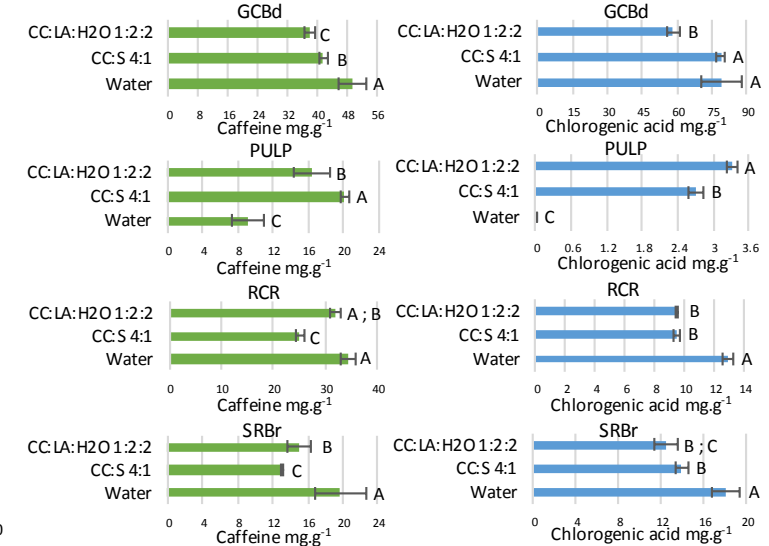 GCBd
CC:LA:H2O 1:2:2 C
CC:S 4:1 B
Water A
0 8 16 24 32 40 48 56
Caffeine mg.g-1
GCBd
CC:LA:H2O 1:2:2 B
CC:S 4:1 A
Water A
0 15 30 45 60 75 90
Chlorogenic acid mg.g-1
PULP
CC:LA:H2O 1:2:2 B
CC:S 4:1 A
Water C
0 4 8 12 16 20 24
Caffeine mg.g-1
PULP
CC:LA:H2O 1:2:2 A
CC:S 4:1 B
Water C
0 0.6 1.2 1.8 2.4 3 3.6
Chlorogenic acid mg.g-1
RCR
CC:LA:H2O 1:2:2 A ; B
CC:S 4:1 C
Water A
0 10 20 30 40
Caffeine mg.g-1
RCR
CC:LA:H2O 1:2:2 B
CC:S 4:1 B
Water A
0 2 4 6 8 10 12 14
Chlorogenic acid mg.g-1
SRBr
CC:LA:H2O 1:2:2 B
CC:S 4:1 C
Water A
0 4 8 12 16 20 24
Caffeine mg.g-1
SRBr
CC:LA:H2O 1:2:2 B ; C
CC:S 4:1 B
Water A
0 4 8 12 16 20
Chlorogenic acid mg.g-1
0